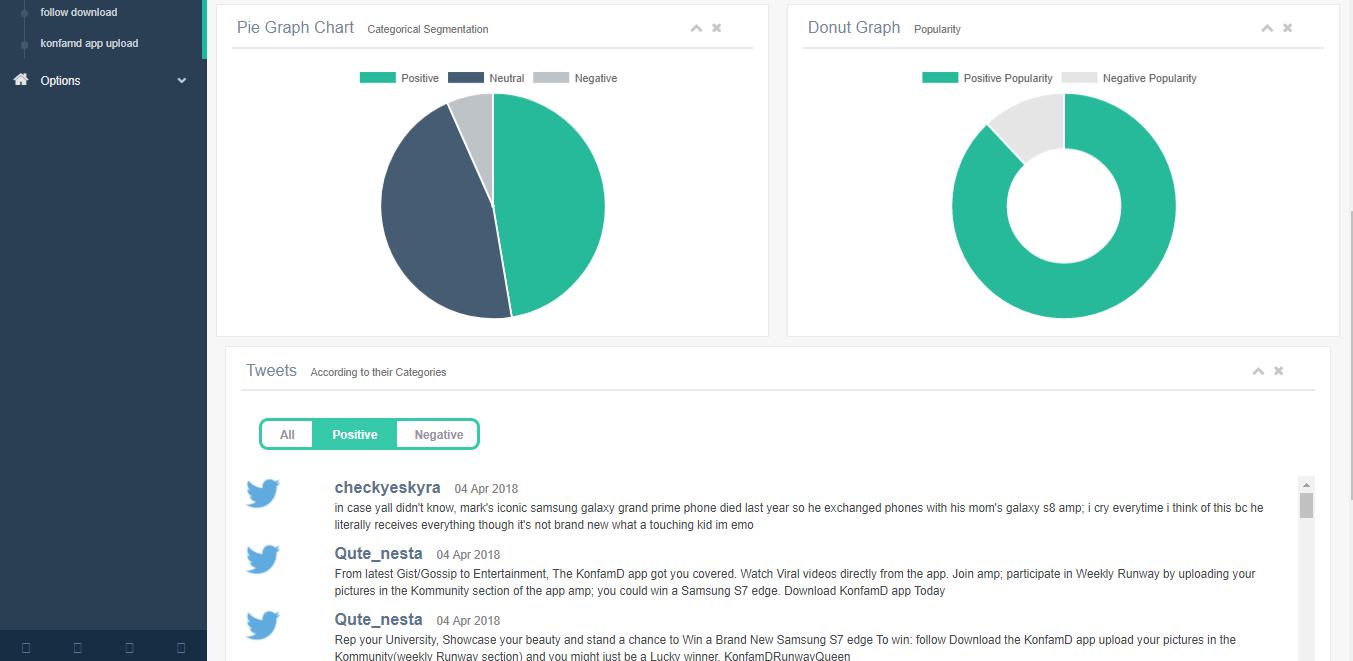 follow download
konfamd app upload
Options
Pie Graph Chart Categorical Segmentation
Positive Neutral Negative
Donut Graph Popularity
Positive Popularity Negative Popularity
Tweets According to their Categories
All Positive Negative
checkyeskyra 04 Apr 2018
in case yall didn't know, mark's iconic samsung galaxy grand prime phone died last year so he exchanged phones with his mom's galaxy s8 amp; i cry everytime i think of this bc he
literally receives everything though it's not brand new what a touching kid im emo
Qute_nesta 04 Apr 2018
From latest Gist/Gossip to Entertainment, The KonfamD app got you covered. Watch Viral videos directly from the app. Join amp; participate in Weekly Runway by uploading your
pictures in the Kommunity section of the app amp; you could win a Samsung S7 edge. Download KonfamD app Today
Qute_nesta 04 Apr 2018
Rep your University, Showcase your beauty and stand a chance to Win a Brand New Samsung S7 edge To win: follow Download the KonfamD app upload your pictures in the
Kommunity(weekly Runway section) and you might just be a Lucky winner. KonfamDRunwayQueen